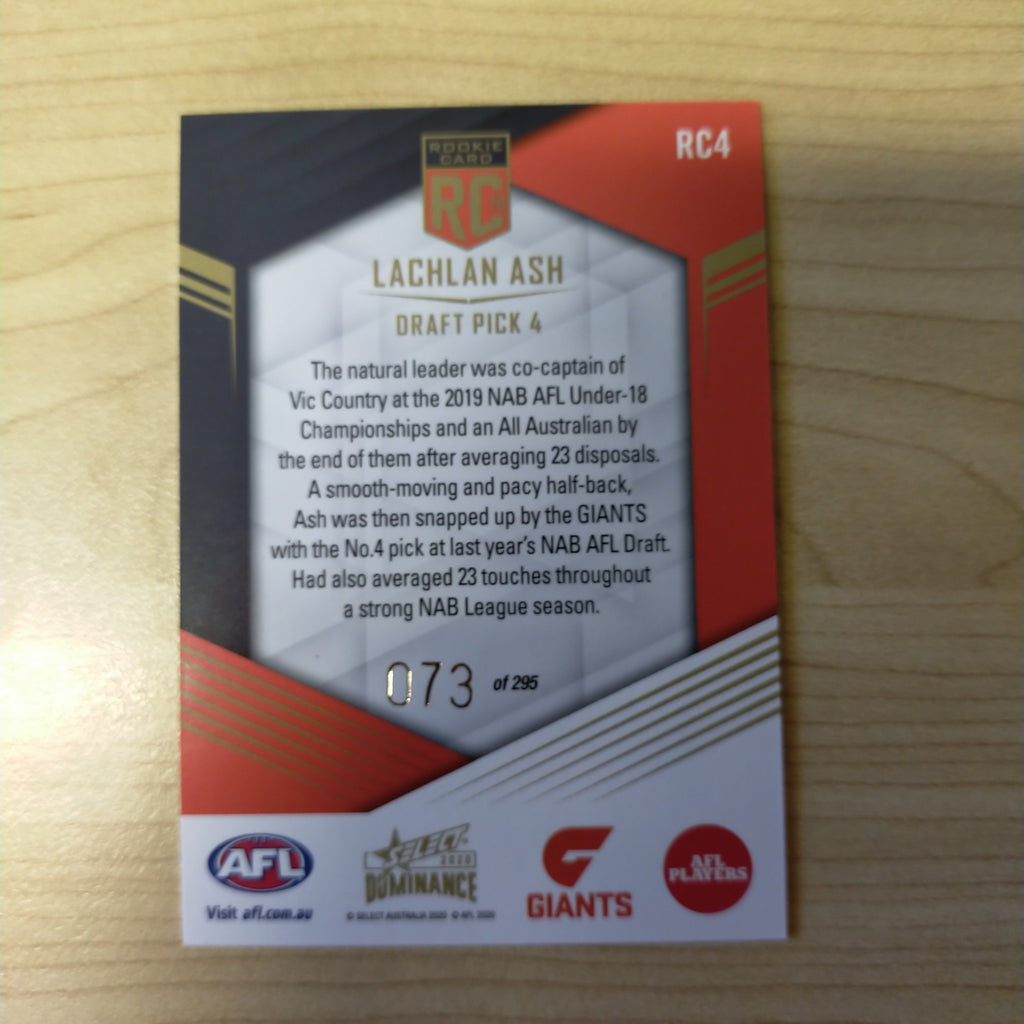 ROOKIE
CARD
RC
RC4
LACHLAN ASH
DRAFT PICK 4
The natural leader was co-captain of
Vic Country at the 2019 NAB AFL Under-18
Championships and an All Australian by
the end of them after averaging 23 disposals.
A smooth-moving and pacy half-back,
Ash was then snapped up by the GIANTS
with the No.4 pick at last year's NAB AFL Draft.
Had also averaged 23 touches throughout
a strong NAB League season.
073 of 295
AFL
Visit afl.com.au
SELECT
2020
DOMINANCE
© SELECT AUSTRALIA 2020 © AFL 2020
GIANTS
AFL
PLAYERS